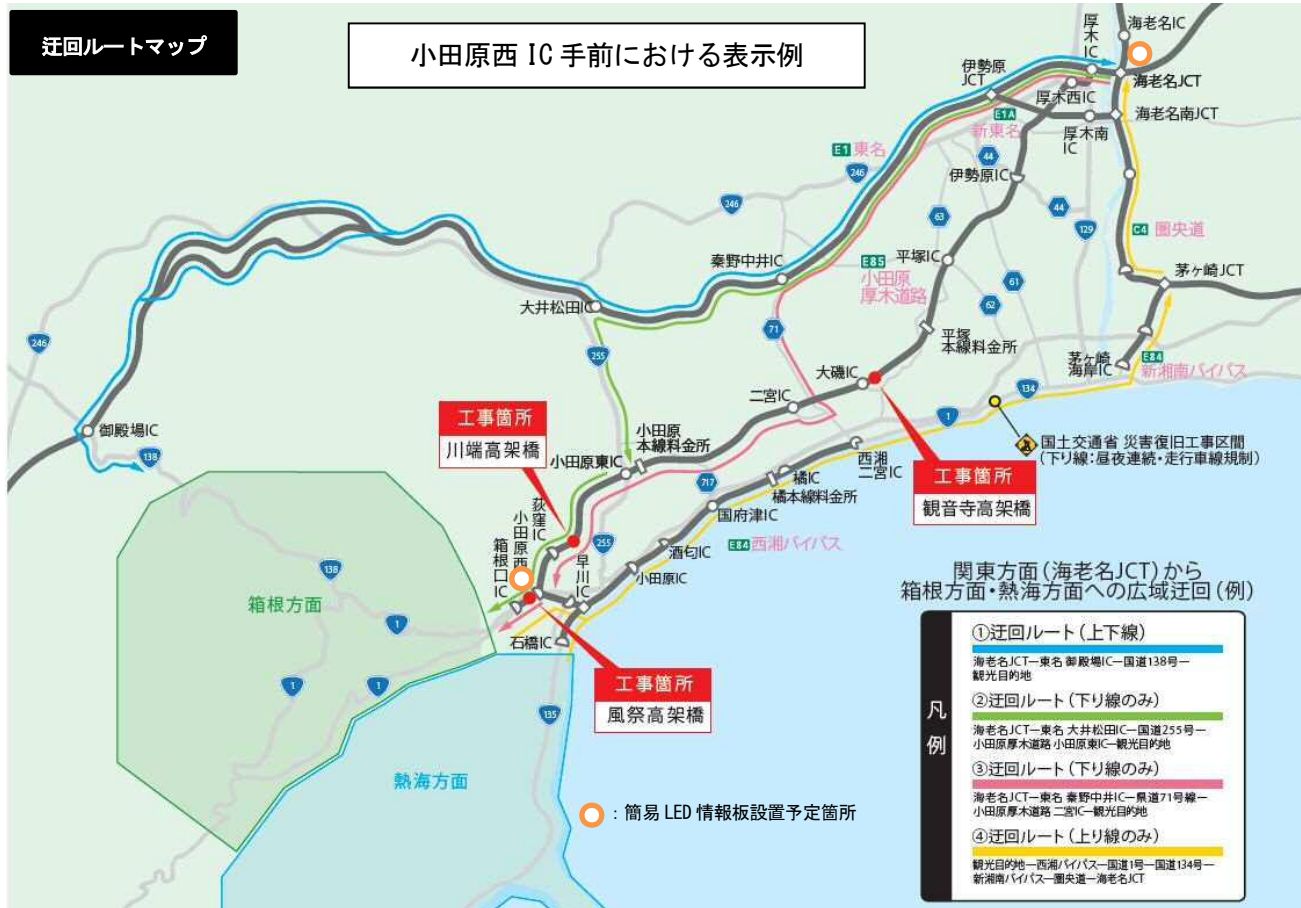 迂回ルートマップ
小田原西 IC 手前における表示例
厚木IC
海老名IC
伊勢原
JCT
海老名JCT
厚木西IC
海老名南JCT
E1A
新東名
厚木南
IC
E1 東名
246
44
伊勢原IC
246
246
63
44
129
C4 圏央道
秦野中井IC
E85
小田原
厚木道路
平塚IC
61
茅ヶ崎JCT
大井松田IC
62
246
71
平塚
本線料金所
255
大磯IC
茅ヶ崎
海岸IC
E84
新湘南バイパス
134
二宮IC
御殿場IC
138
工事箇所
川端高架橋
小田原
本線料金所
1
国土交通省 災害復旧工事区間
(下り線:昼夜連続・走行車線規制)
小田原東IC
西湘
二宮IC
工事箇所
観音寺高架橋
717
橘IC
橘本線料金所
荻窪IC
小田原西IC
箱根口IC
国府津IC
255
酒匂IC
E84 西湘バイパス
早川IC
小田原IC
138
箱根方面
1
石橋IC
1
1
工事箇所
風祭高架橋
135
熱海方面
:簡易 LED 情報板設置予定箇所
関東方面(海老名JCT)から
箱根方面・熱海方面への広域迂回(例)
凡例
①迂回ルート(上下線)
海老名JCTー東名 御殿場ICー国道138号ー
観光目的地
②迂回ルート(下り線のみ)
海老名JCTー東名 大井松田ICー国道255号ー
小田原厚木道路 小田原東ICー観光目的地
③迂回ルート(下り線のみ)
海老名JCTー東名 秦野中井ICー県道71号線ー
小田原厚木道路 二宮ICー観光目的地
④迂回ルート(上り線のみ)
観光目的地ー西湘バイパスー国道1号ー国道134号ー
新湘南バイパスー圏央道ー海老名JCT